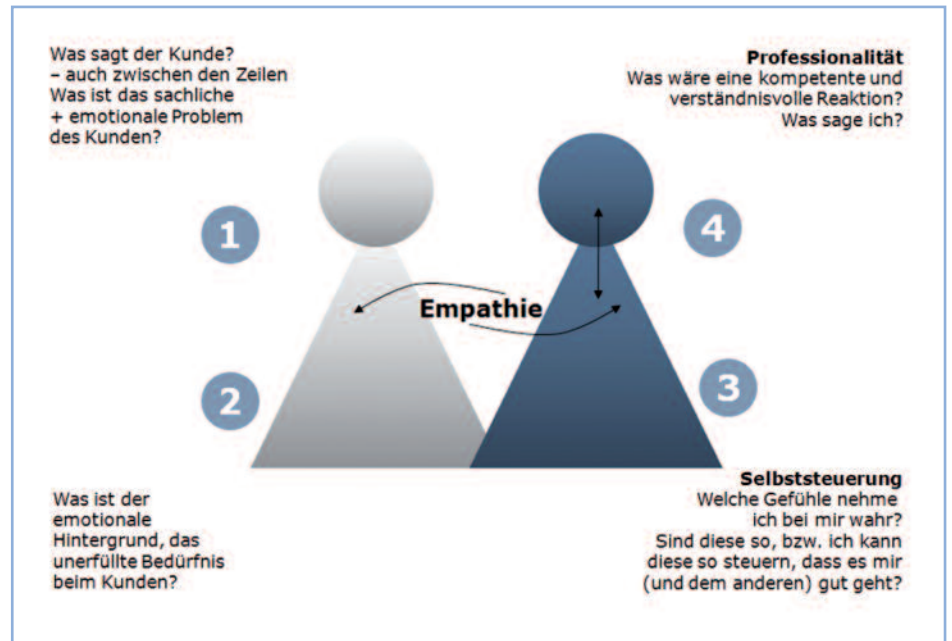 Was sagt der Kunde?
– auch zwischen den Zeilen
Was ist das sachliche
+ emotionale Problem
des Kunden?
Professionalität
Was wäre eine kompetente und
verständnisvolle Reaktion?
Was sage ich?
1
4
Empathie
2
3
Was ist der
emotionale
Hintergrund, das
unerfüllte Bedürfnis
beim Kunden?
Selbststeuerung
Welche Gefühle nehme
ich bei mir wahr?
Sind diese so, bzw. ich kann
diese so steuern, dass es mir
(und dem anderen) gut geht?